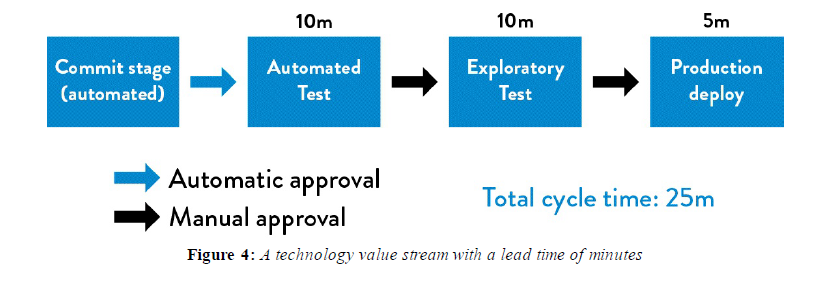 10m
10m
5m
Commit stage
(automated)
Automated
Test
Exploratory
Test
Production
deploy
Automatic approval
Manual approval
Total cycle time: 25m
Figure 4: A technology value stream with a lead time of minutes